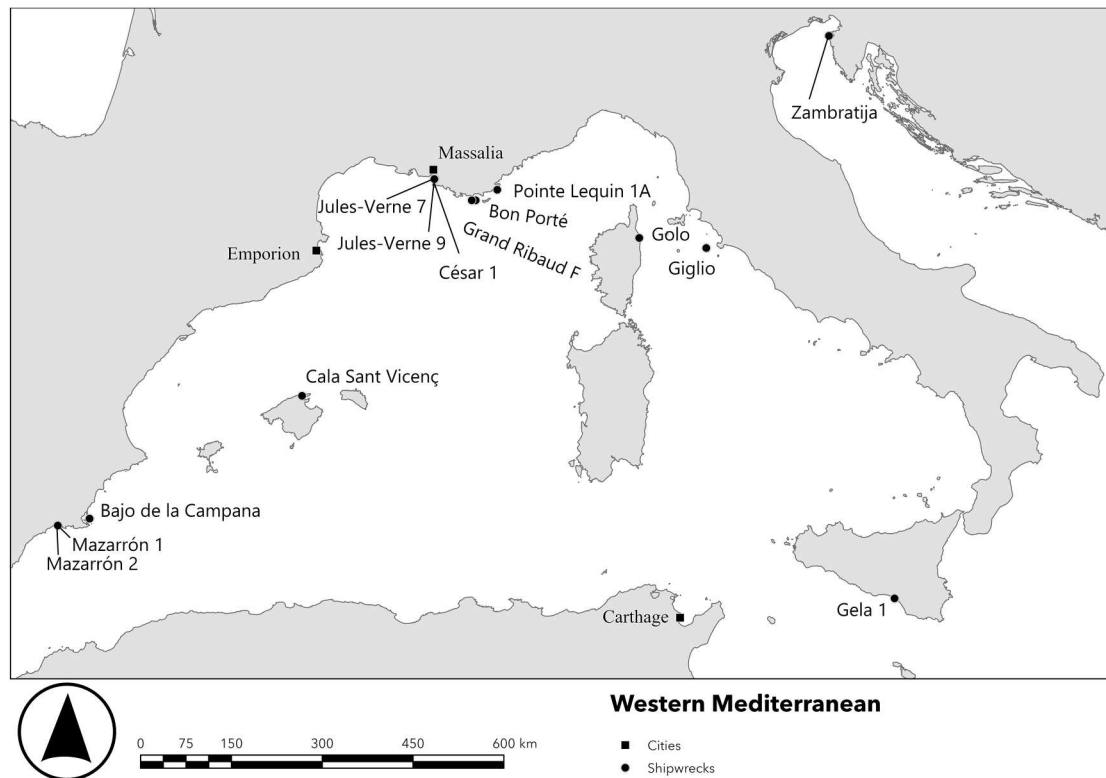 Zambratija
Massalia
Pointe Lequin 1A
Jules-Verne 7
Bon Porté
Grand Ribaud F
Jules-Verne 9
Golo
Emporion
César 1
Giglio
Cala Sant Vicenç
Bajo de la Campana
Mazarrón 1
Mazarrón 2
Gela 1
Carthage
Western Mediterranean
0 75 150 300 450 600 km
Cities
Shipwrecks